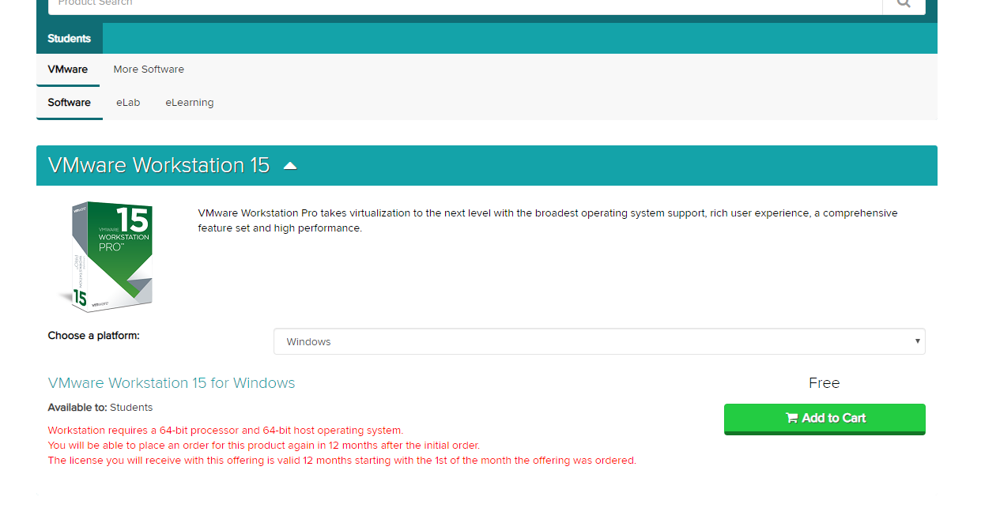 Product Search
Students
VMware More Software
Software eLab eLearning
VMware Workstation 15
vmware
15
VMWARE
WORKSTATION
PRO™
VMWARE
WORKSTATION
PRO™
15
vmware
VMware Workstation Pro takes virtualization to the next level with the broadest operating system support, rich user experience, a comprehensive
feature set and high performance.
Choose a platform:
Windows
VMware Workstation 15 for Windows
Free
Available to: Students
Add to Cart
Workstation requires a 64-bit processor and 64-bit host operating system.
You will be able to place an order for this product again in 12 months after the initial order.
The license you will receive with this offering is valid 12 months starting with the 1st of the month the offering was ordered.